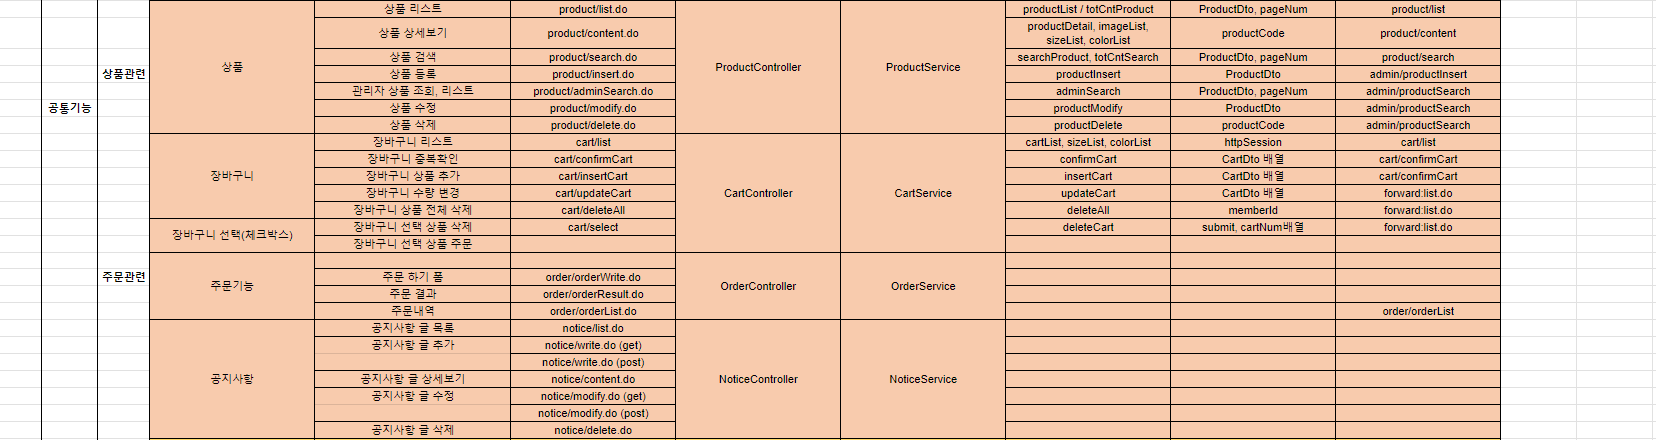 상품 리스트 product/list.do productList / totCntProduct ProductDto, pageNum product/list
상품 상세보기 product/content.do productDetail, imageList, sizeList, colorList productCode product/content
상품 검색 product/search.do searchProduct, totCntSearch ProductDto, pageNum product/search
상품관련 상품 상품 등록 product/insert.do ProductController ProductService productInsert ProductDto admin/productInsert
관리자 상품 조회, 리스트 product/adminSearch.do adminSearch ProductDto, pageNum admin/productSearch
공통기능 상품 수정 product/modify.do productModify ProductDto admin/productSearch
상품 삭제 product/delete.do productDelete productCode admin/productSearch
장바구니 리스트 cart/list cartList, sizeList, colorList httpSession cart/list
장바구니 중복확인 cart/confirmCart confirmCart CartDto 배열 cart/confirmCart
장바구니 장바구니 상품 추가 cart/insertCart insertCart CartDto 배열 cart/confirmCart
장바구니 수량 변경 cart/updateCart CartController CartService updateCart CartDto 배열 forward:list.do
장바구니 상품 전체 삭제 cart/deleteAll deleteAll memberId forward:list.do
장바구니 선택(체크박스) 장바구니 선택 상품 삭제 cart/select deleteCart submit, cartNum배열 forward:list.do
장바구니 선택 상품 주문
주문관련 주문 하기 폼 order/orderWrite.do
주문기능 주문 결과 order/orderResult.do OrderController OrderService
주문내역 order/orderList.do order/orderList
공지사항 글 목록 notice/list.do
공지사항 글 추가 notice/write.do (get)
notice/write.do (post)
공지사항 공지사항 글 상세보기 notice/content.do NoticeController NoticeService
공지사항 글 수정 notice/modify.do (get)
notice/modify.do (post)
공지사항 글 삭제 notice/delete.do